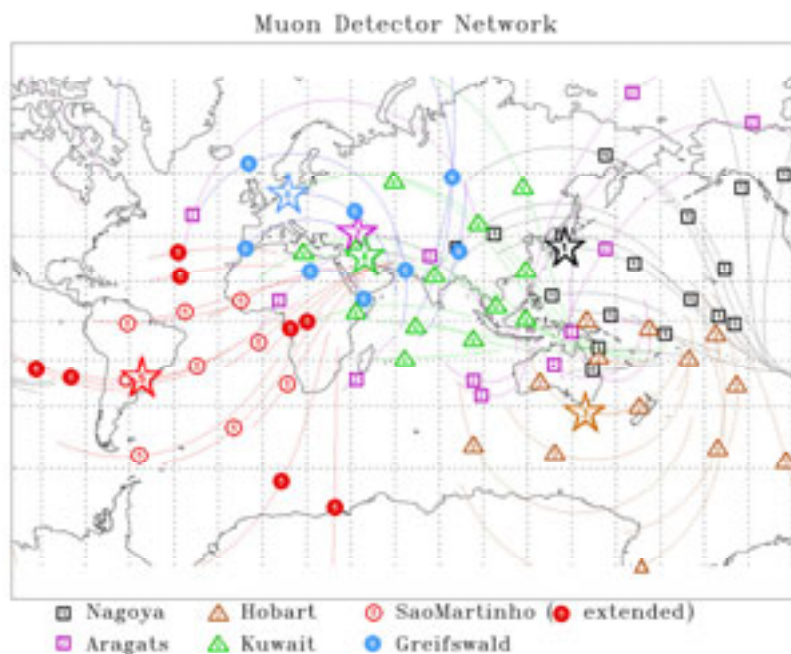 Muon Detector Network
Nagoya Hobart SaoMartinho ( extended)
Aragats Kuwait Greifswald